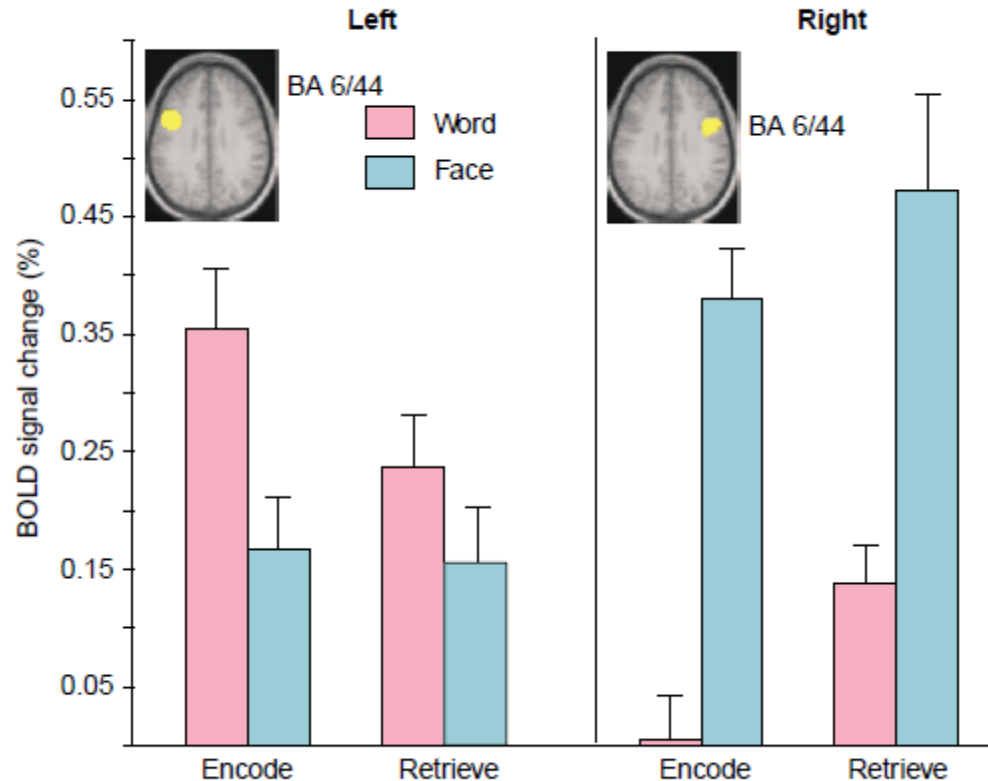 Left
Right
BA 6/44
Word
Face
BA 6/44
BOLD signal change (%)
0.55
0.45
0.35
0.25
0.15
0.05
Encode
Retrieve
Encode
Retrieve